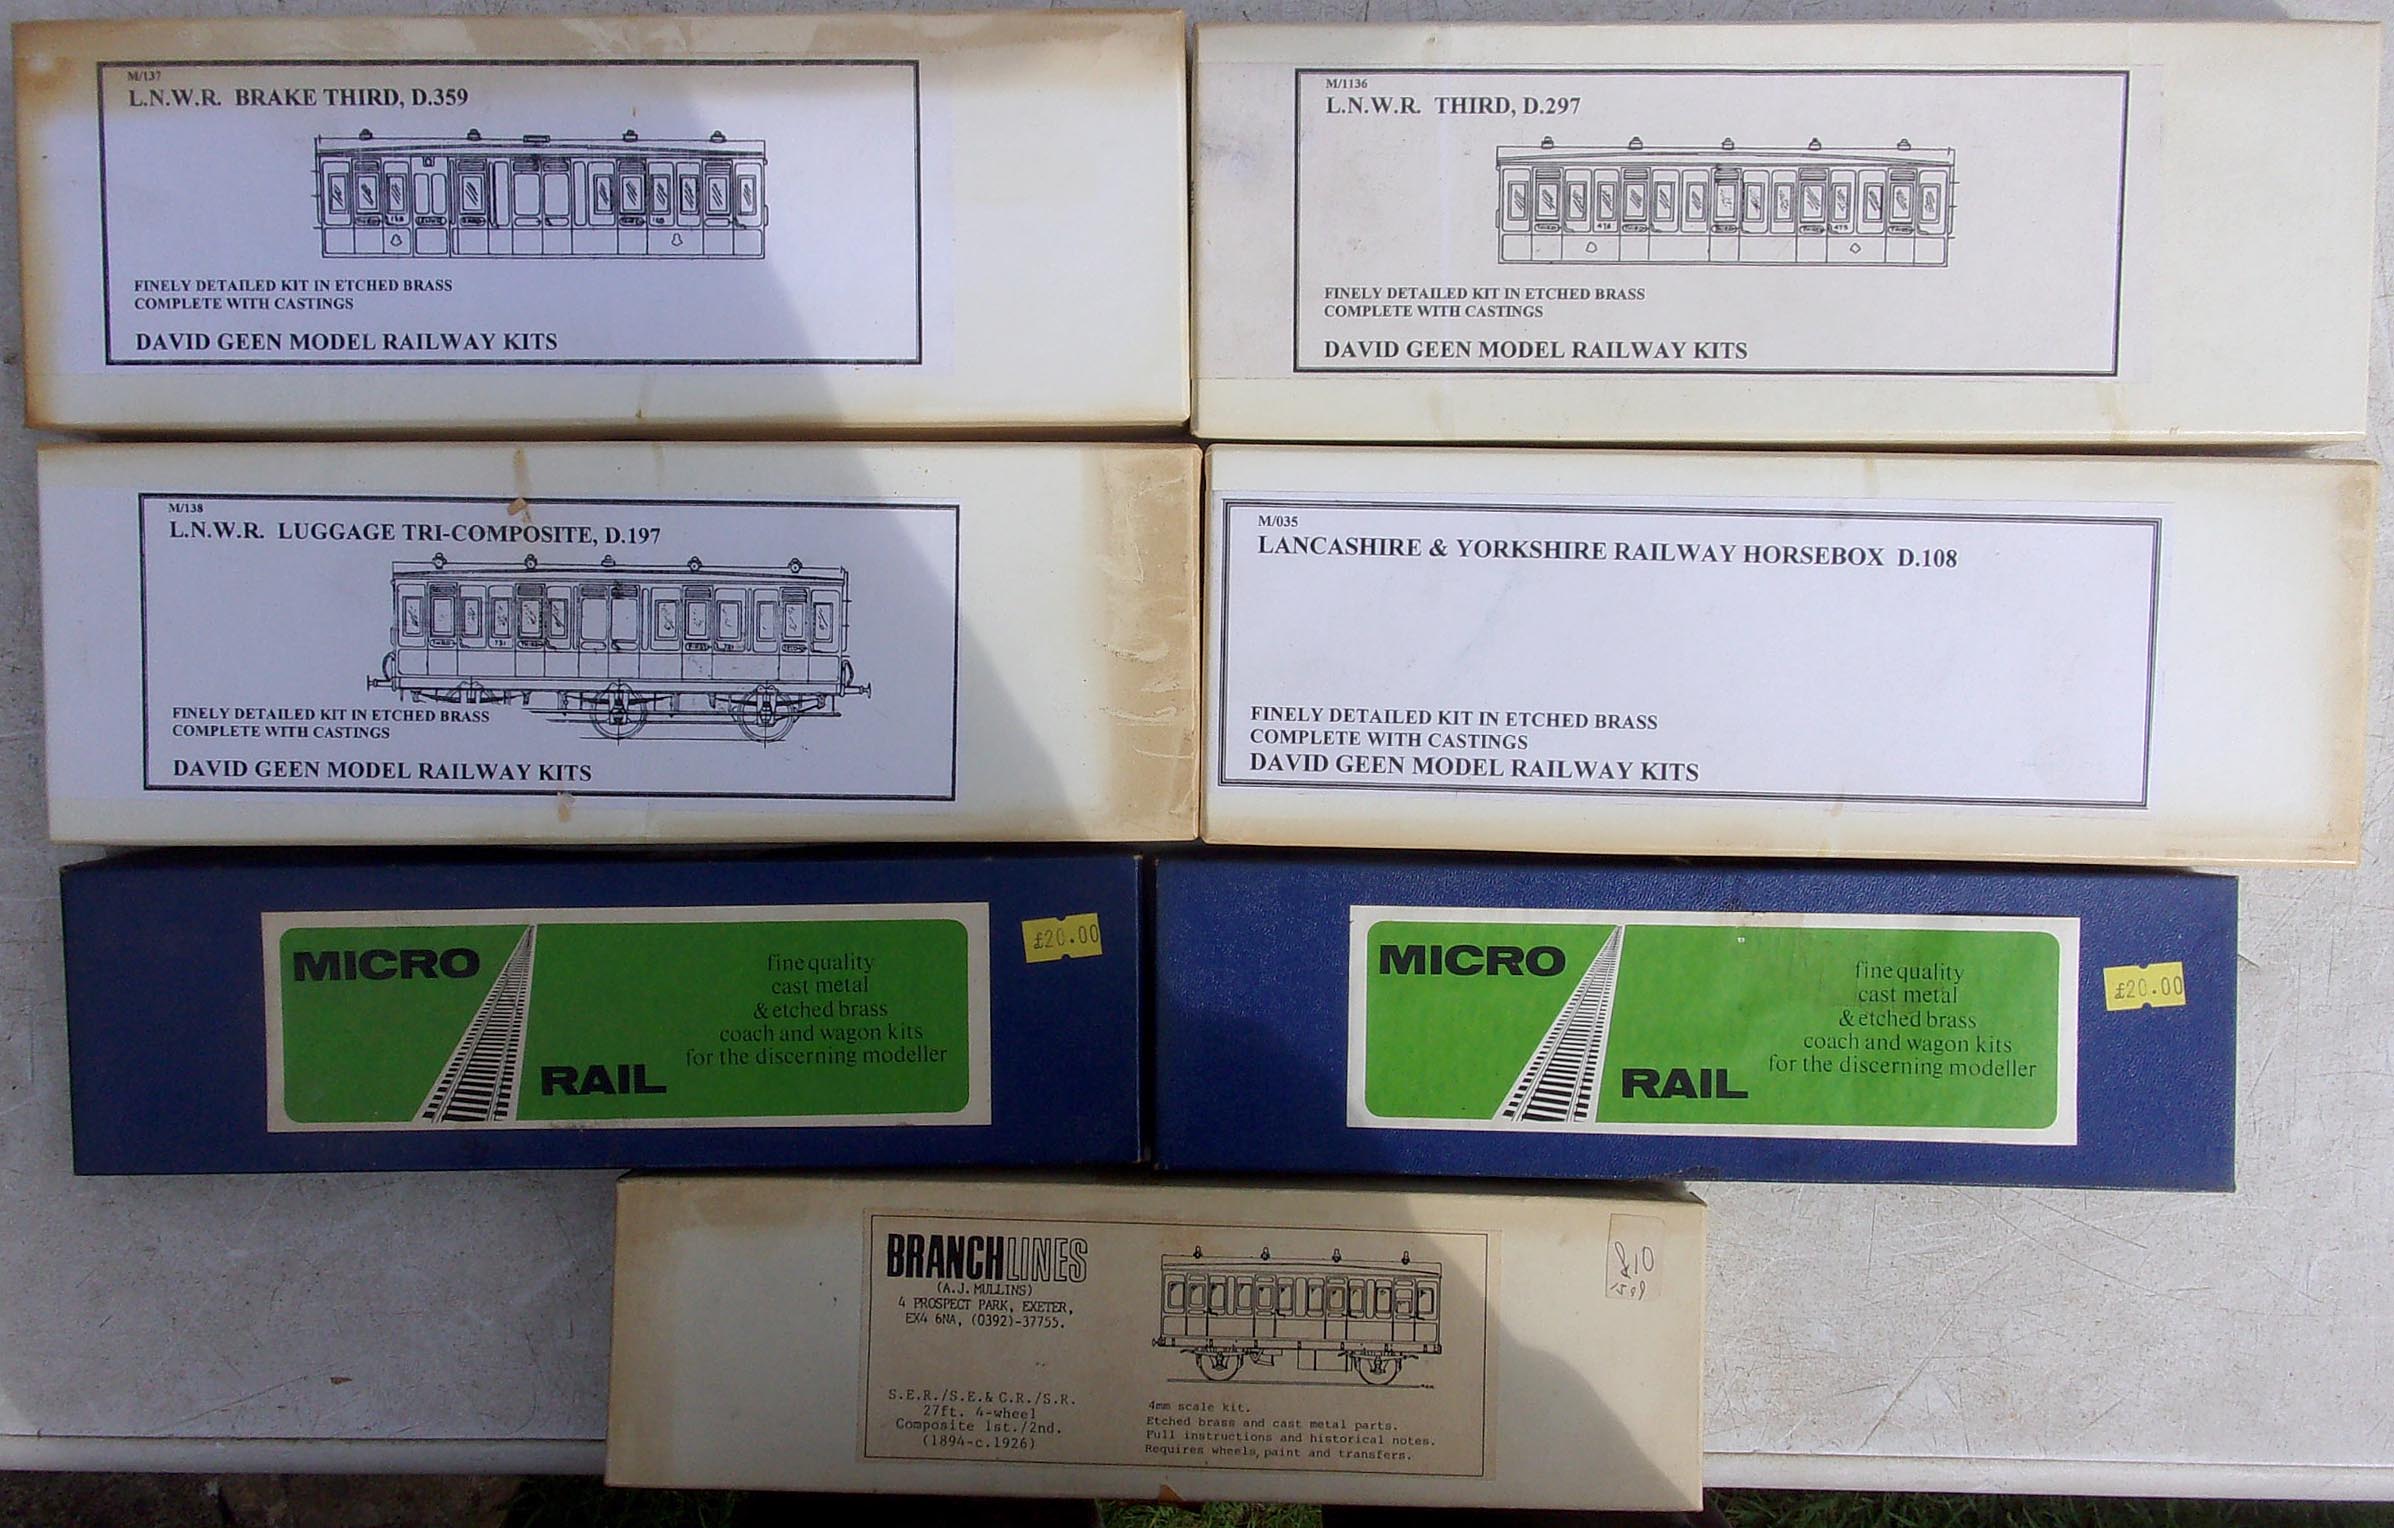 M/137
L.N.W.R. BRAKE THIRD, D.359
FINELY DETAILED KIT IN ETCHED BRASS
COMPLETE WITH CASTINGS
DAVID GEEN MODEL RAILWAY KITS
M/1136
L.N.W.R. THIRD, D.297
FINELY DETAILED KIT IN ETCHED BRASS
COMPLETE WITH CASTINGS
DAVID GEEN MODEL RAILWAY KITS
M/138
L.N.W.R. LUGGAGE TRI-COMPOSITE, D.197
FINELY DETAILED KIT IN ETCHED BRASS
COMPLETE WITH CASTINGS
DAVID GEEN MODEL RAILWAY KITS
M/035
LANCASHIRE & YORKSHIRE RAILWAY HORSEBOX D.108
FINELY DETAILED KIT IN ETCHED BRASS
COMPLETE WITH CASTINGS
DAVID GEEN MODEL RAILWAY KITS
MICRO
RAIL
fine quality
cast metal
& etched brass
coach and wagon kits
for the discerning modeller
£20.00
MICRO
RAIL
fine quality
cast metal
& etched brass
coach and wagon kits
for the discerning modeller
£20.00
BRANCHLINES
(A.J. MULLINS)
4 PROSPECT PARK, EXETER,
EX4 6NA, (0392)-37755.
S.E.R./S.E.& C.R./S.R.
27ft. 4-wheel
Composite 1st./2nd.
(1894-c.1926)
4mm scale kit.
Etched brass and cast metal parts.
Full instructions and historical notes.
Requires wheels, paint and transfers.
£10